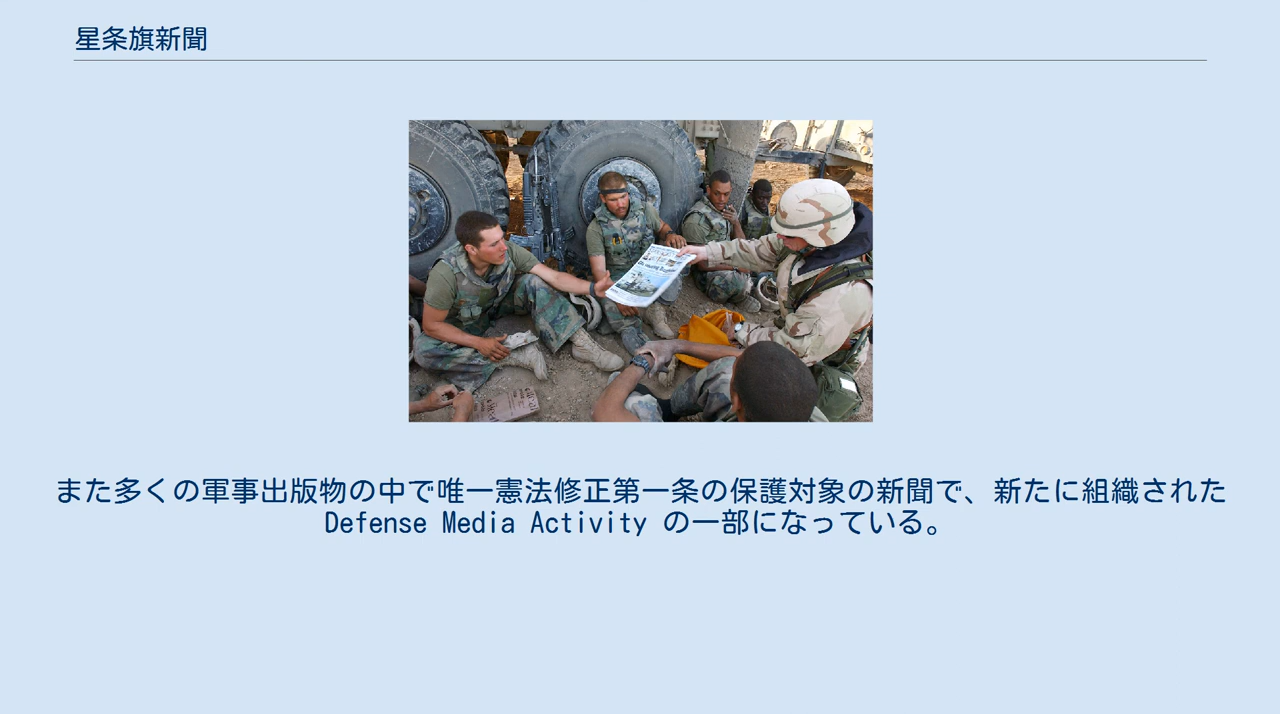 星条旗新聞
また多くの軍事出版物の中で唯一憲法修正第一条の保護対象の新聞で、新たに組織された
Defense Media Activity の一部になっている。